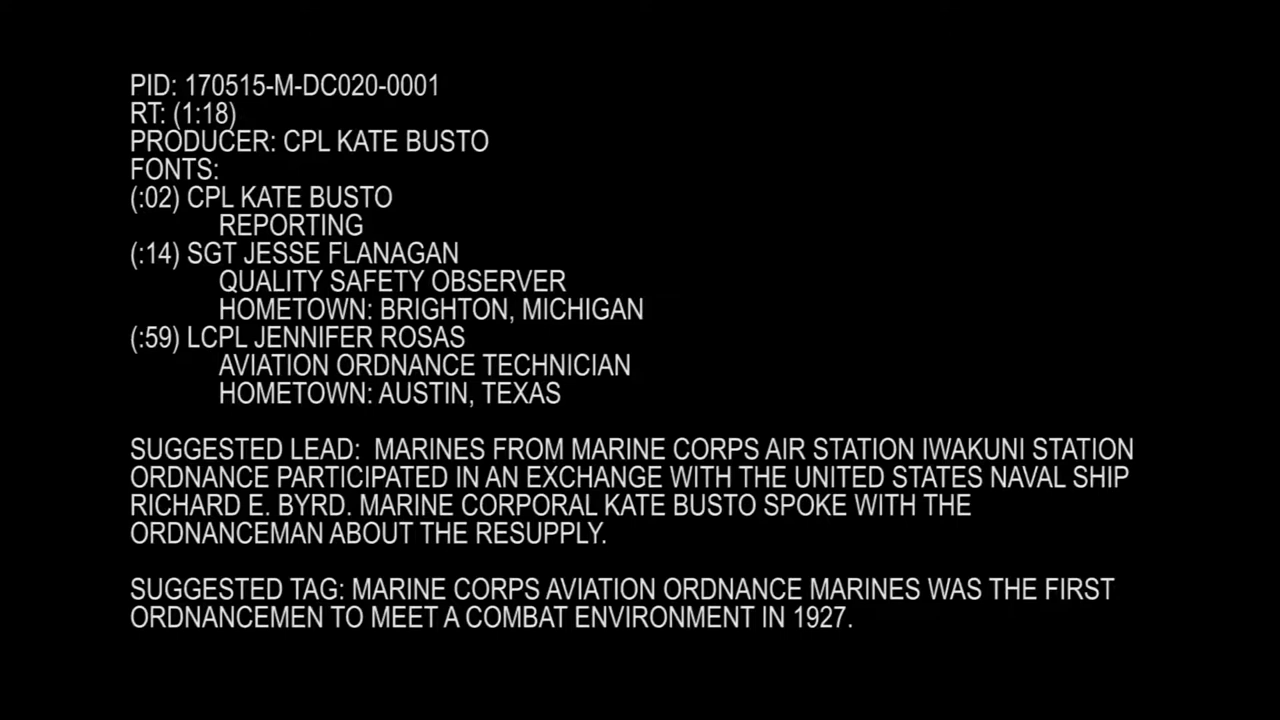 PID: 170515-M-DC020-0001
RT: (1:18)
PRODUCER: CPL KATE BUSTO
FONTS:
(:02) CPL KATE BUSTO
REPORTING
(:14) SGT JESSE FLANAGAN
QUALITY SAFETY OBSERVER
HOMETOWN: BRIGHTON, MICHIGAN
(:59) LCPL JENNIFER ROSAS
AVIATION ORDNANCE TECHNICIAN
HOMETOWN: AUSTIN, TEXAS
SUGGESTED LEAD: MARINES FROM MARINE CORPS AIR STATION IWAKUNI STATION
ORDNANCE PARTICIPATED IN AN EXCHANGE WITH THE UNITED STATES NAVAL SHIP
RICHARD E. BYRD. MARINE CORPORAL KATE BUSTO SPOKE WITH THE
ORDNANCEMAN ABOUT THE RESUPPLY.
SUGGESTED TAG: MARINE CORPS AVIATION ORDNANCE MARINES WAS THE FIRST
ORDNANCEMEN TO MEET A COMBAT ENVIRONMENT IN 1927.